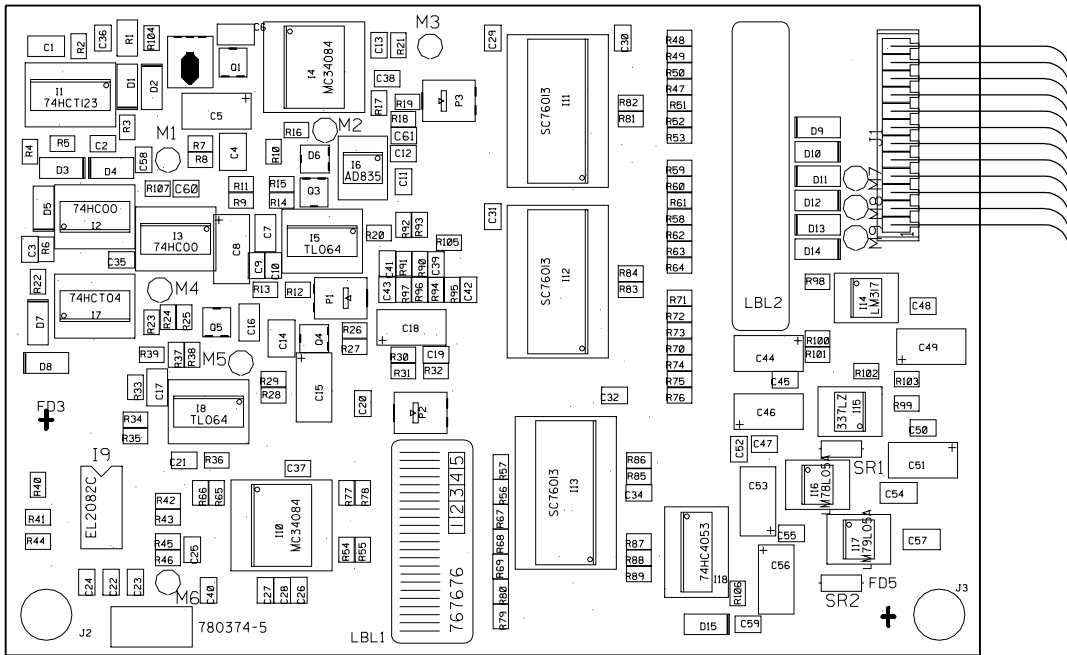 C1
R2
C36
R1
R104
Q1
C6
I4
MC34084
C13
R21
M3
C29
C30
R48
R49
R50
R47
R51
R52
R53
I1
74HCT123
D1
D2
C5
C38
R17
R19
R18
C61
C12
P3
I11
SC76013
R82
R81
D9
D10
D11
D12
D13
D14
J1
M7
M8
M9
1
R4
R5
C2
R3
M1
R7
R8
C4
R10
R16
M2
D6
I6
AD835
D3
D4
C58
R107
C60
R11
R9
R15
R14
Q3
C11
R59
R60
R61
R58
R62
R63
R64
D5
74HC00
I2
I3
74HC00
C8
C7
I5
TL064
R20
R92
R93
R105
C31
I12
SC76013
R84
R83
C3
R6
C35
C9
C10
C41
R91
R90
C39
R22
74HCT04
I7
M4
R13
R12
P1
C43
R97
R96
R94
R95
C42
LBL2
R98
I14
LM317
C48
R71
R72
R73
R70
R74
R75
R76
D7
R23
R24
R25
Q5
C16
C14
Q4
R26
R27
C18
C44
R100
R101
C49
D8
R39
R37
R38
M5
R30
R31
C19
R32
C45
R102
R103
R33
C17
I8
TL064
R29
R28
C15
C20
P2
C32
C46
337LZ
I15
R99
C50
FD3
R34
R35
C21
R36
C37
C52
C47
SR1
C51
I9
EL2082C
R40
R41
R44
R42
R43
R66
R65
I10
MC34084
R77
R78
12345
R57
R56
R67
R68
R69
R80
R79
I13
SC76013
R86
R85
C34
C53
I16
LM78L05A
C54
R45
R46
C25
R54
R55
R87
R88
R89
I18
74HC4053
C55
I17
LM79L05A
C57
C24
C22
C23
M6
C40
C27
C28
C26
767676
C56
R106
SR2
FD5
J3
J2
780374-5
LBL1
D15
C59